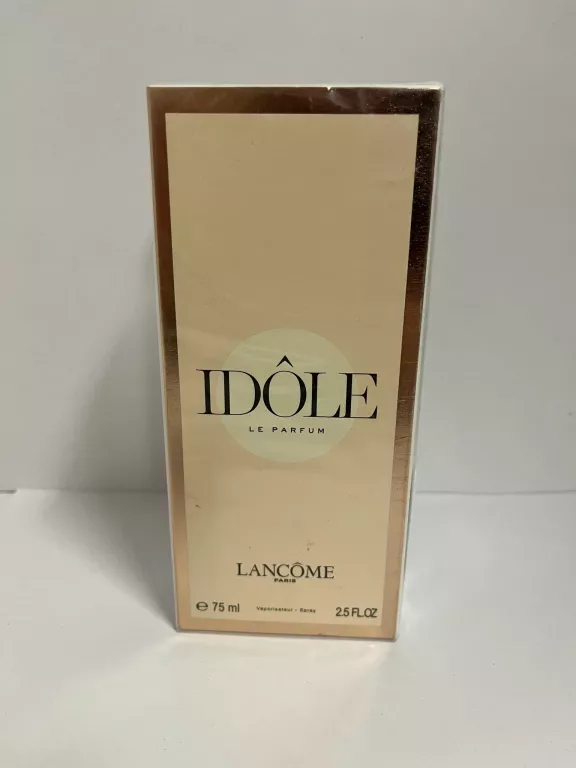 IDÔLE
LE PARFUM
LANCÔME
PARIS
℮ 75 ml Vaporisateur - Spray 2.5 FL.OZ